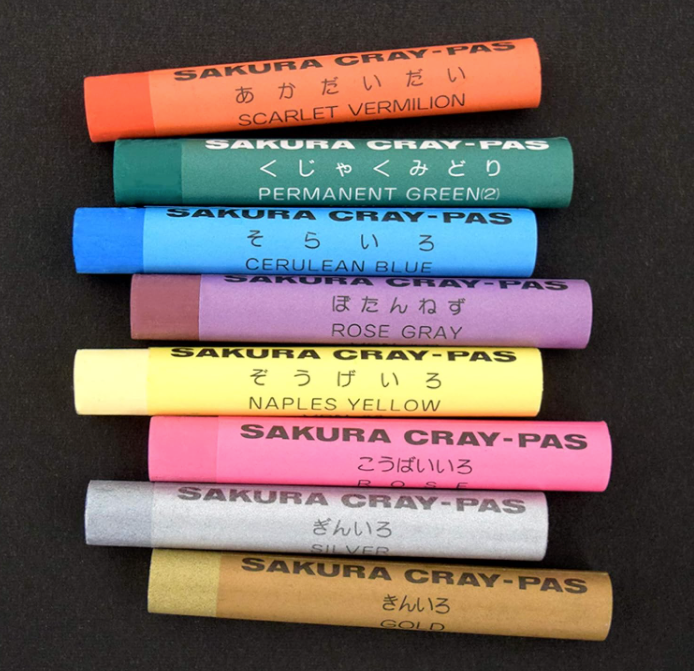 SAKURA CRAY-PAS
あかだいだい
SCARLET VERMILION
SAKURA CRAY-PAS
くじゃくみどり
PERMANENT GREEN(2)
SAKURA CRAY-PAS
そらいろ
CERULEAN BLUE
SAKURA CRAY-PAS
ぼたんねず
ROSE GRAY
SAKURA CRAY-PAS
ぞうげいろ
NAPLES YELLOW
SAKURA CRAY-PAS
こうばいいろ
ROSE
SAKURA CRAY-PAS
ぎんいろ
SILVER
SAKURA CRAY-PAS
きんいろ
GOLD